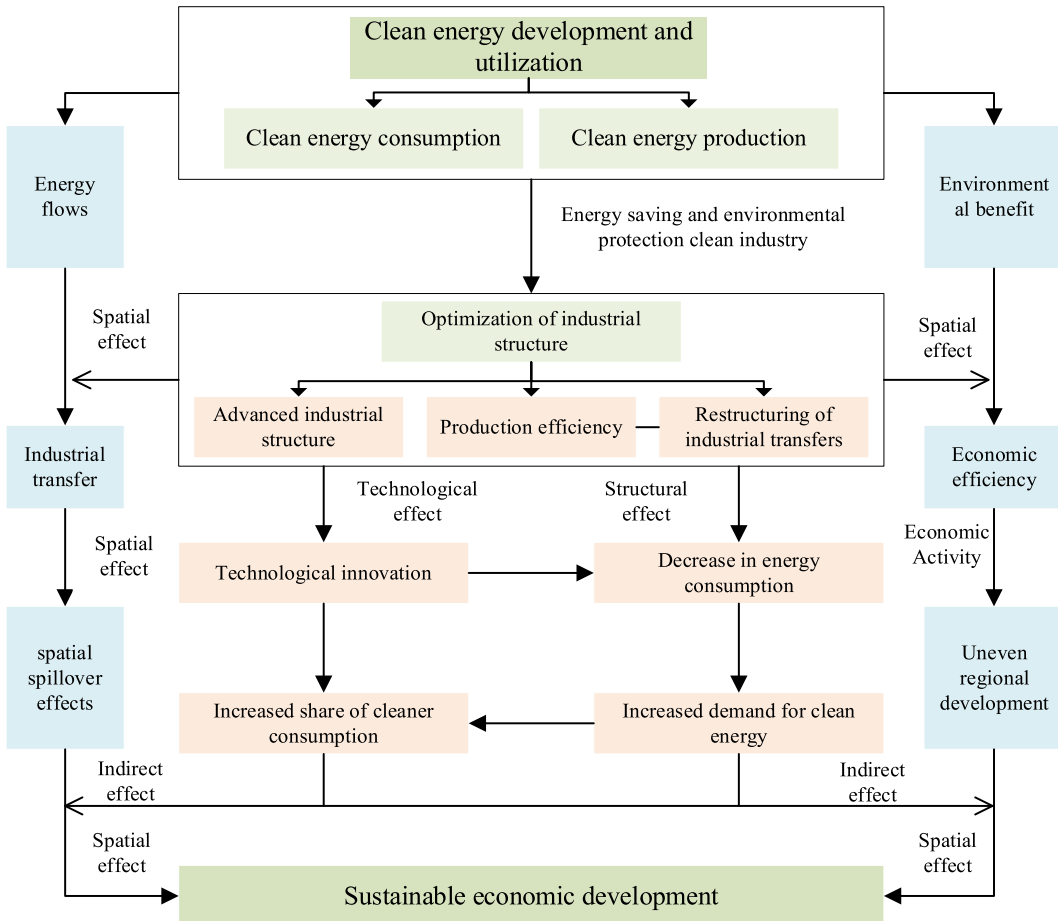 Clean energy development and
utilization
Clean energy consumption
Clean energy production
Energy
flows
Environment
al benefit
Energy saving and environmental
protection clean industry
Spatial
effect
Optimization of industrial
structure
Spatial
effect
Advanced industrial
structure
Production efficiency
Restructuring of
industrial transfers
Industrial
transfer
Economic
efficiency
Technological
effect
Structural
effect
Spatial
effect
Economic
Activity
Technological innovation
Decrease in energy
consumption
spatial
spillover
effects
Uneven
regional
development
Increased share of cleaner
consumption
Increased demand for clean
energy
Indirect
effect
Indirect
effect
Spatial
effect
Spatial
effect
Sustainable economic development